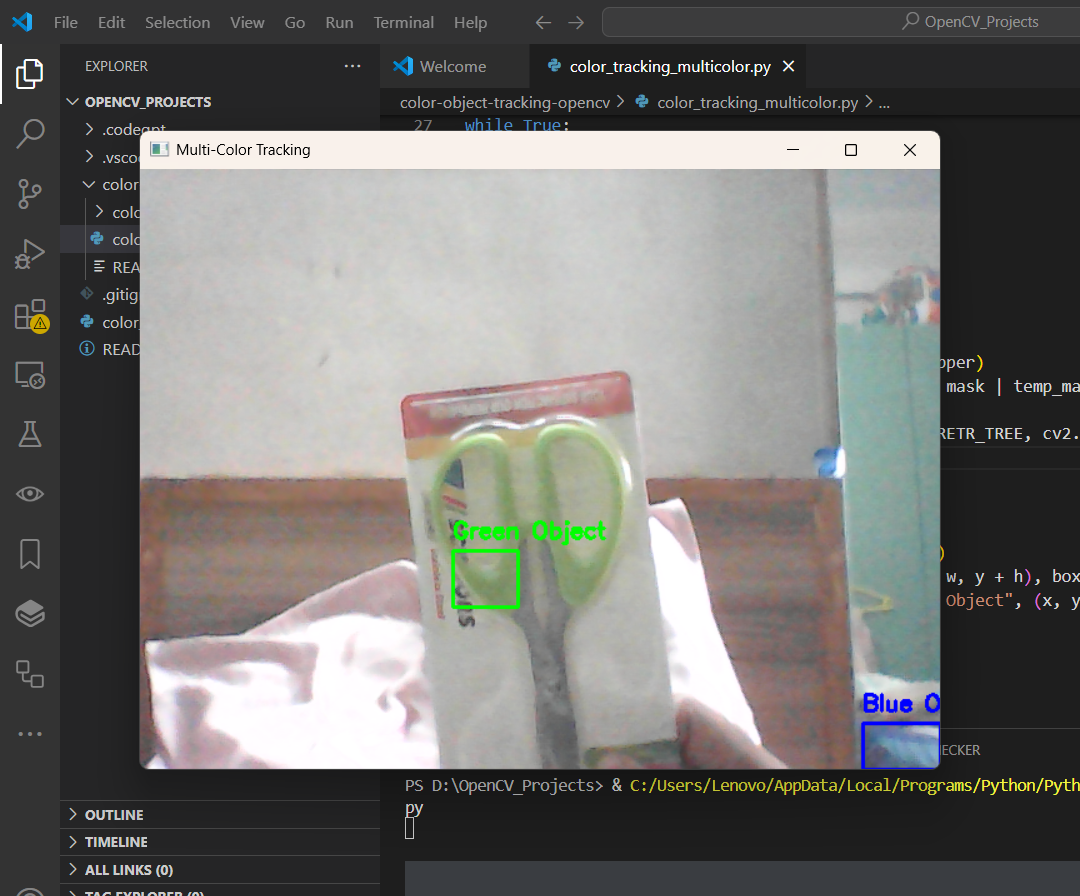 File Edit Selection View Go Run Terminal Help
OpenCV_Projects
EXPLORER
Welcome
color_tracking_multicolor.py
OPENCV_PROJECTS
color-object-tracking-opencv > color_tracking_multicolor.py > ...
27 while True:
.codegpt
Multi-Color Tracking
.vsco
color
colo
colo
REA
.gitig
color_
READ
pper)
mask | temp_ma
RETR_TREE, cv2.
Green Object
)
w, y + h), box
Object", (x, y
Blue O
ECKER
PS D:\OpenCV_Projects> & C:/Users/Lenovo/AppData/Local/Programs/Python/Pyth
py
OUTLINE
TIMELINE
ALL LINKS (0)
TAG EXPLORER (0)